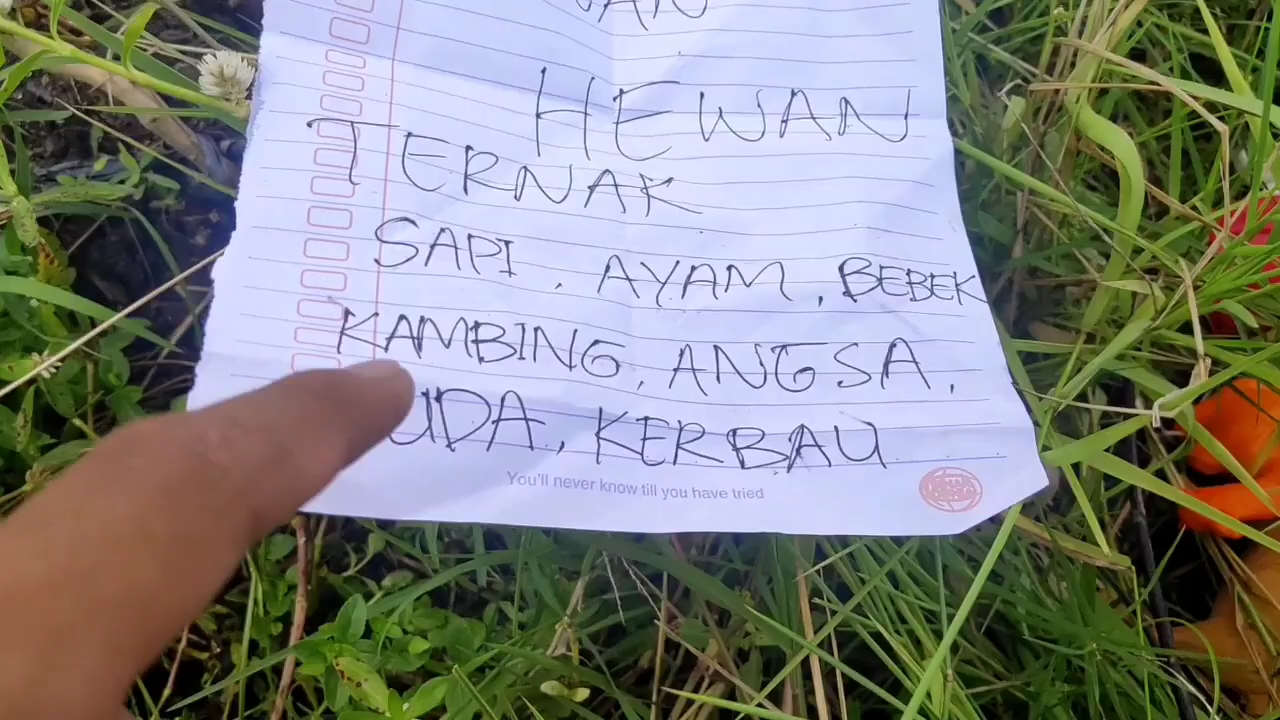 HEWAN
TERNAK
SAPI, AYAM, BEBEK
KAMBING, ANGSA,
UDA, KERBAU
You'll never know till you have tried